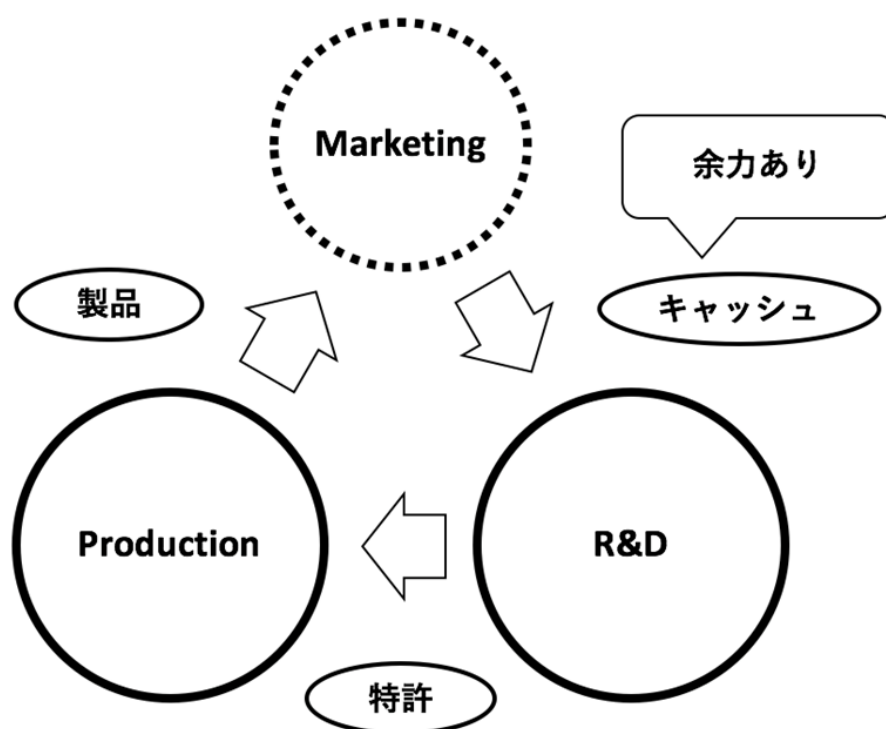 Marketing
余力あり
製品
キャッシュ
Production
R&D
特許